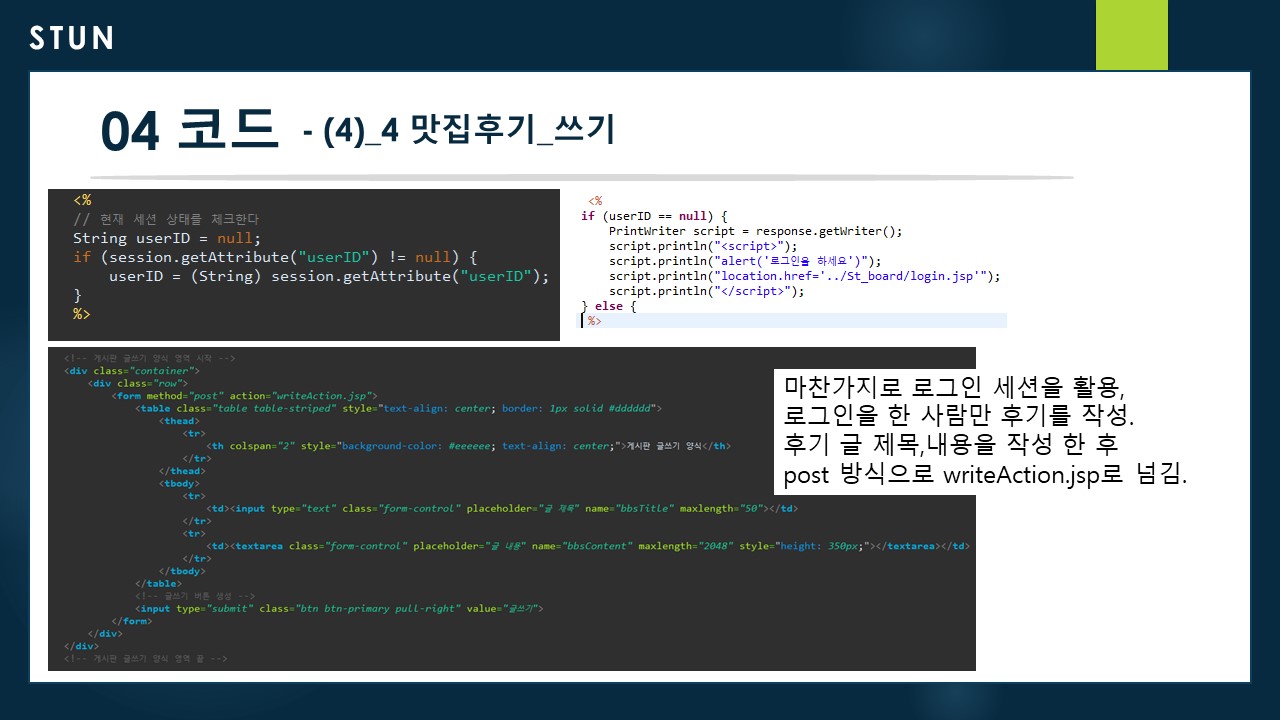 STUN
04 코드 - (4)_4 맛집후기_쓰기
<%
// 현재 세션 상태를 체크한다
String userID = null;
if (session.getAttribute("userID") != null) {
userID = (String) session.getAttribute("userID");
}
%>
<%
if (userID == null) {
PrintWriter script = response.getWriter();
script.println("<script>");
script.println("alert('로그인을 하세요')");
script.println("location.href='../St_board/login.jsp'");
script.println("</script>");
} else {
%>
<!-- 게시판 글쓰기 양식 영역 시작 -->
<div class="container">
<div class="row">
<form method="post" action="writeAction.jsp">
<table class="table table-striped" style="text-align: center; border: 1px solid #dddddd">
<thead>
<tr>
<th colspan="2" style="background-color: #eeeeee; text-align: center;">게시판 글쓰기 양식</th>
</tr>
</thead>
<tbody>
<tr>
<td><input type="text" class="form-control" placeholder="글 제목" name="bbsTitle" maxlength="50"></td>
</tr>
<tr>
<td><textarea class="form-control" placeholder="글 내용" name="bbsContent" maxlength="2048" style="height: 350px;"></textarea></td>
</tr>
</tbody>
</table>
<!-- 글쓰기 버튼 생성 -->
<input type="submit" class="btn btn-primary pull-right" value="글쓰기">
</form>
</div>
</div>
<!-- 게시판 글쓰기 양식 영역 끝 -->
마찬가지로 로그인 세션을 활용,
로그인을 한 사람만 후기를 작성.
후기 글 제목,내용을 작성 한 후
post 방식으로 writeAction.jsp로 넘김.